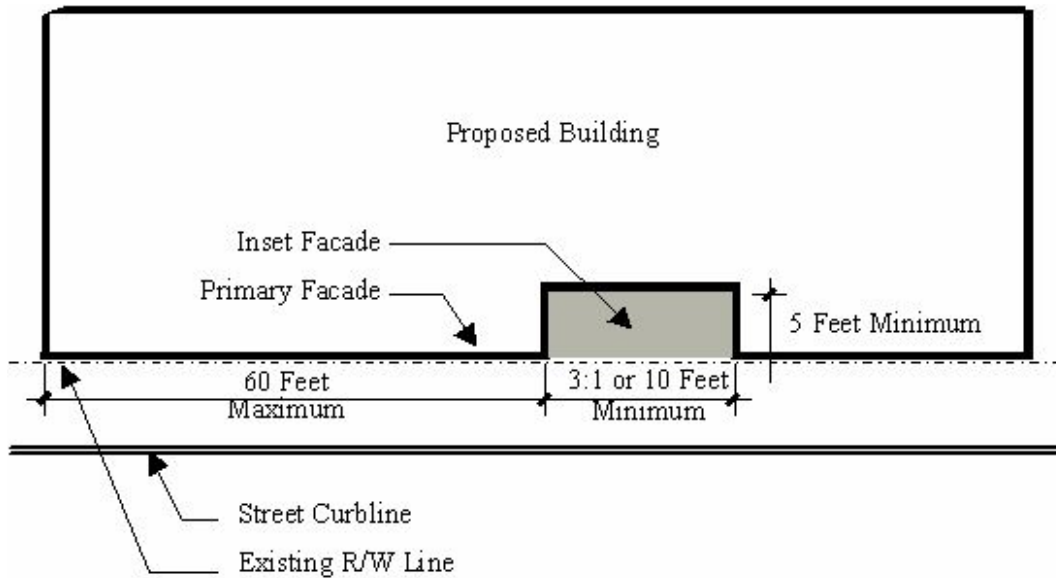 Proposed Building
Inset Facade
Primary Facade
5 Feet Minimum
60 Feet
Maximum
3:1 or 10 Feet
Minimum
Street Curbline
Existing R/W Line